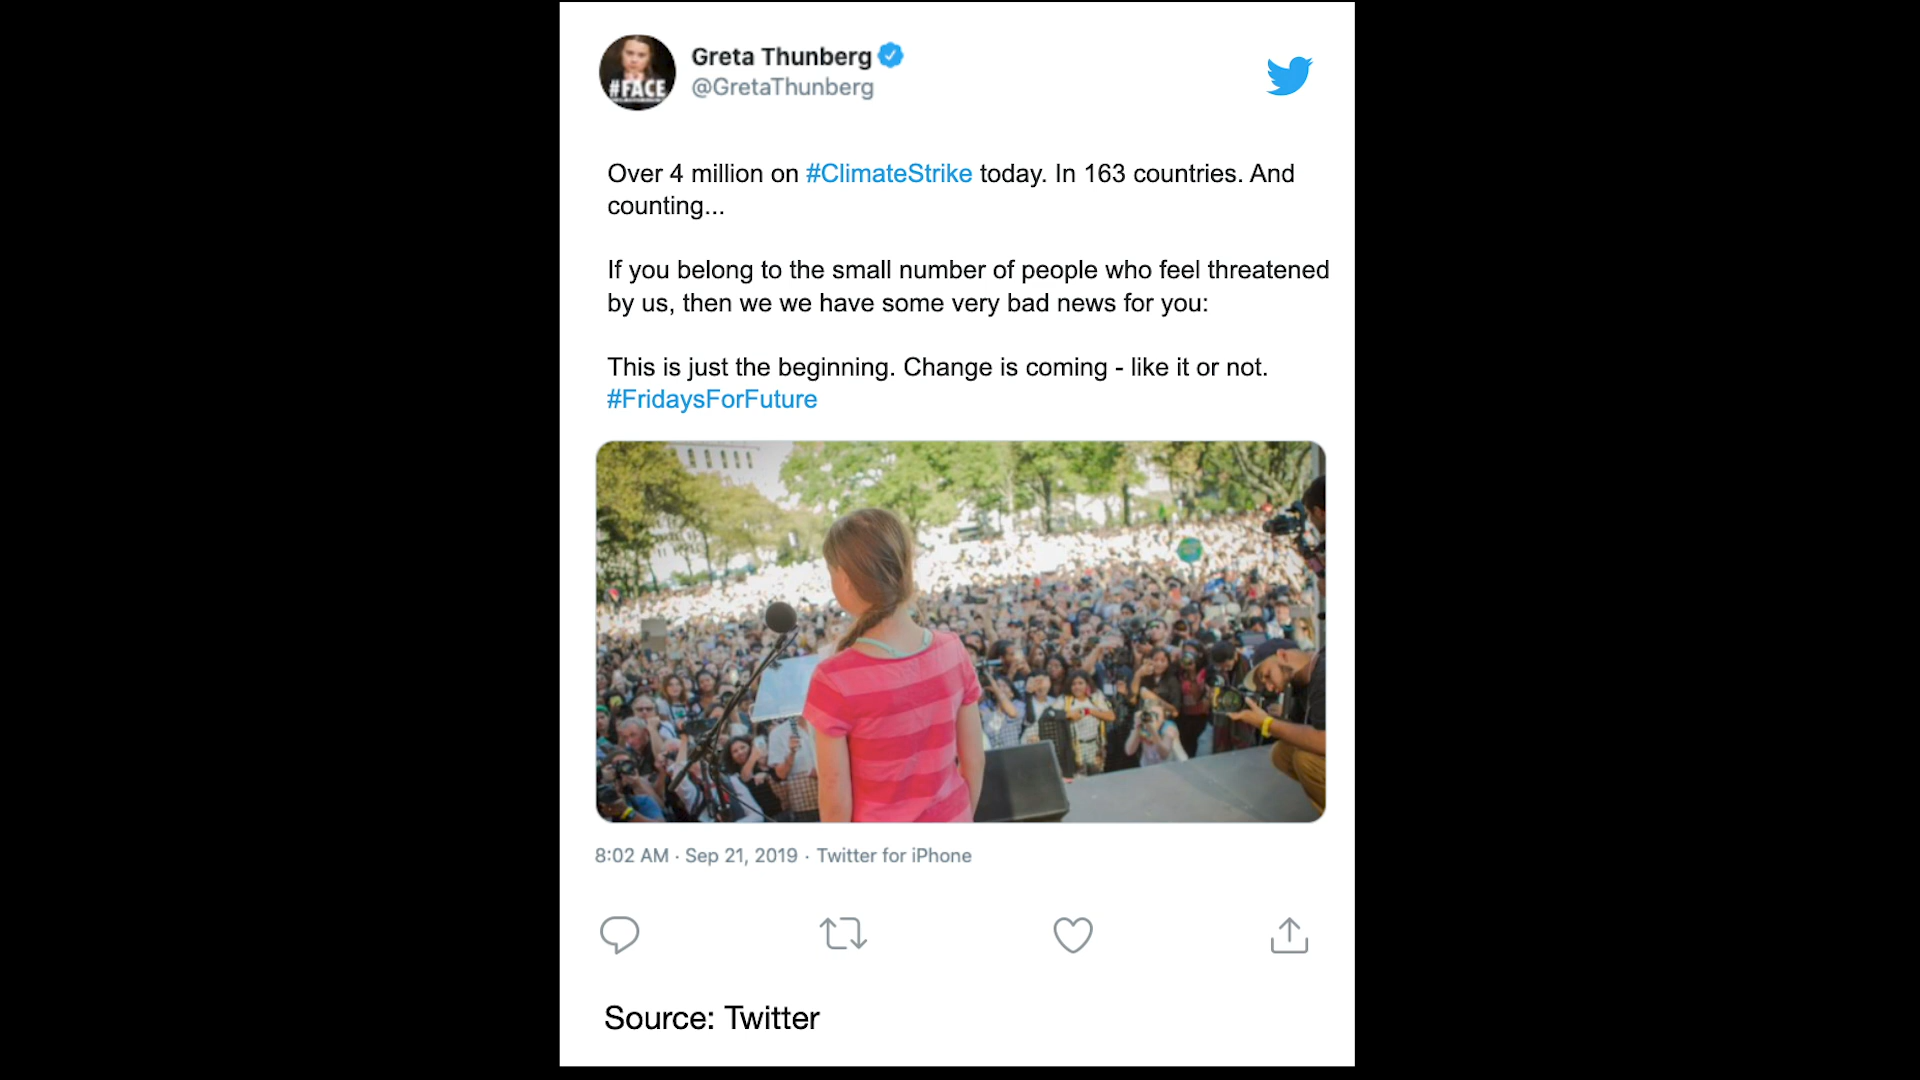 Greta Thunberg
@GretaThunberg
#FACE
Over 4 million on #ClimateStrike today. In 163 countries. And
counting...
If you belong to the small number of people who feel threatened
by us, then we we have some very bad news for you:
This is just the beginning. Change is coming - like it or not.
#FridaysForFuture
8:02 AM · Sep 21, 2019 · Twitter for iPhone
Source: Twitter